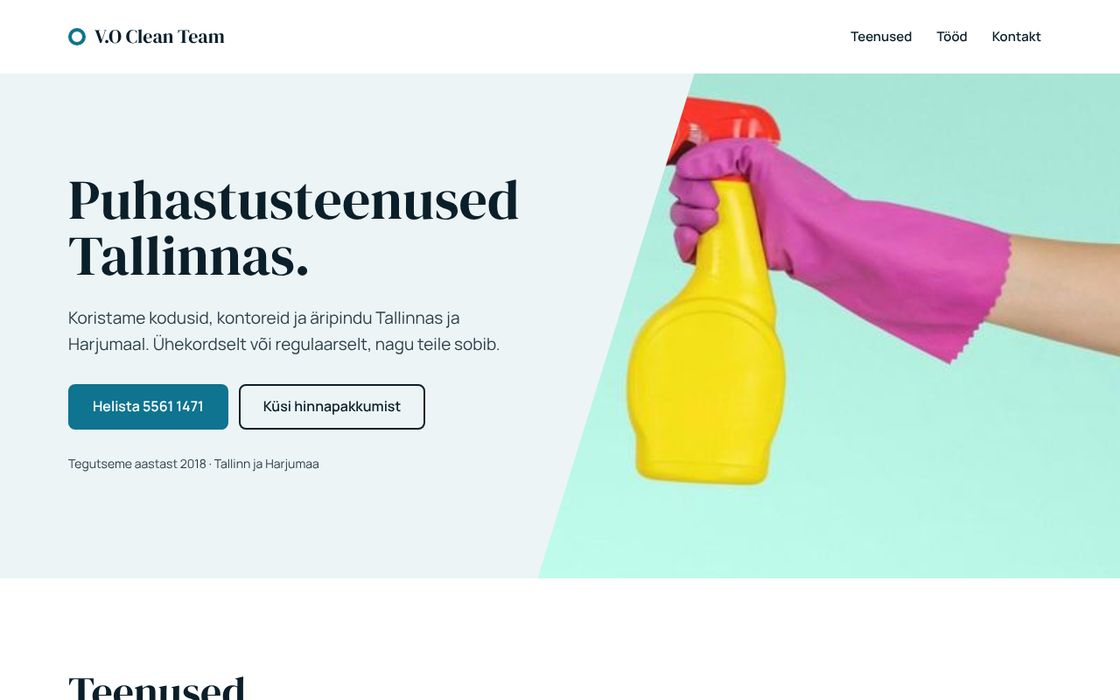 V.O Clean Team
Teenused
Tööd
Kontakt
Puhastusteenused
Tallinnas.
Koristame kodusid, kontoreid ja äripindu Tallinnas ja
Harjumaal. Ühekordselt või regulaarselt, nagu teile sobib.
Helista 5561 1471
Küsi hinnapakkumist
Tegutseme aastast 2018 · Tallinn ja Harjumaa
Teenused